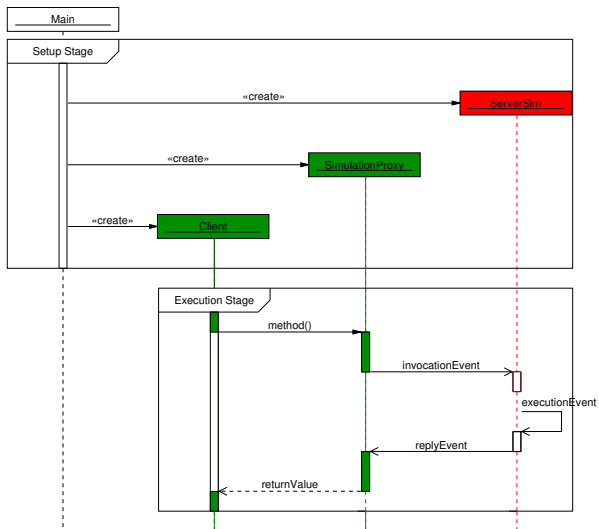 Main
Setup Stage
«create»
ServerSim
«create»
SimulationProxy
«create»
Client
Execution Stage
method()
invocationEvent
executionEvent
replyEvent
returnValue